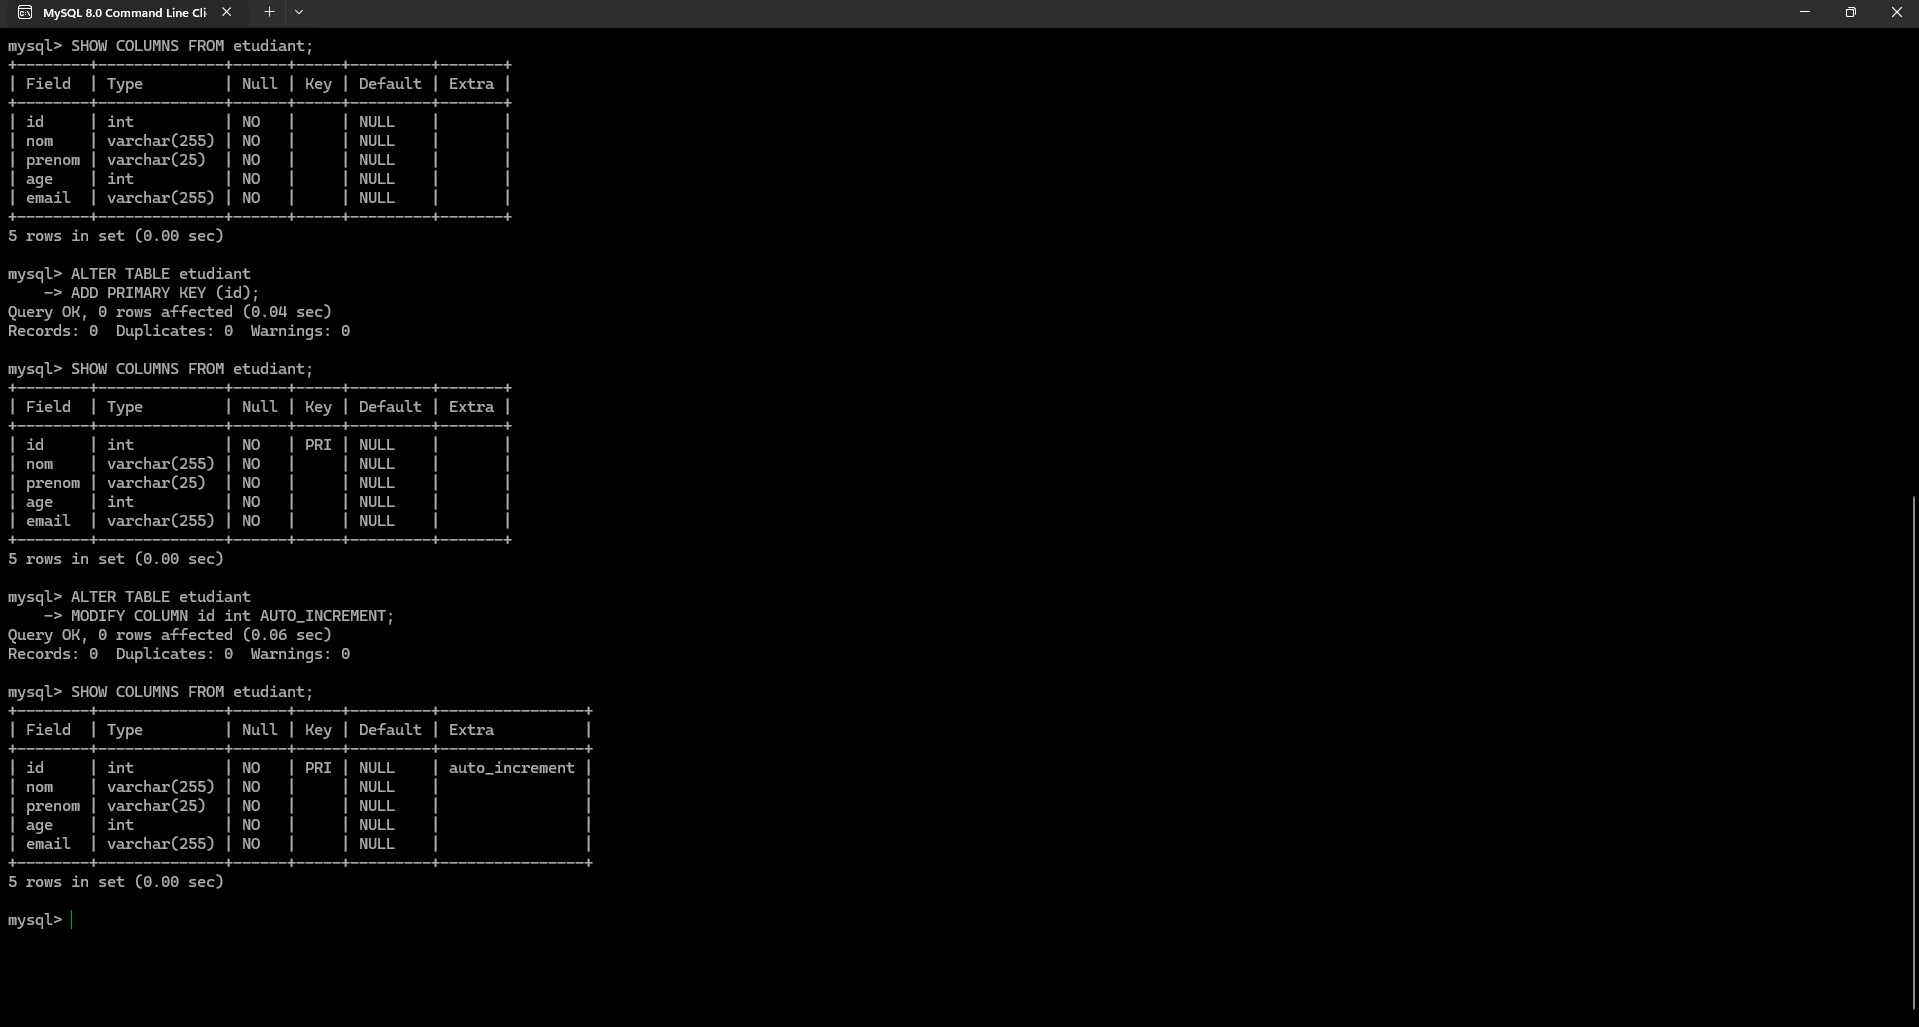 MySQL 8.0 Command Line Cli
mysql> SHOW COLUMNS FROM etudiant;
+--------+--------------+------+-----+---------+-------+
| Field  | Type         | Null | Key | Default | Extra |
+--------+--------------+------+-----+---------+-------+
| id     | int          | NO   |     | NULL    |       |
| nom    | varchar(255) | NO   |     | NULL    |       |
| prenom | varchar(25)  | NO   |     | NULL    |       |
| age    | int          | NO   |     | NULL    |       |
| email  | varchar(255) | NO   |     | NULL    |       |
+--------+--------------+------+-----+---------+-------+
5 rows in set (0.00 sec)
mysql> ALTER TABLE etudiant
    -> ADD PRIMARY KEY (id);
Query OK, 0 rows affected (0.04 sec)
Records: 0  Duplicates: 0  Warnings: 0
mysql> SHOW COLUMNS FROM etudiant;
+--------+--------------+------+-----+---------+-------+
| Field  | Type         | Null | Key | Default | Extra |
+--------+--------------+------+-----+---------+-------+
| id     | int          | NO   | PRI | NULL    |       |
| nom    | varchar(255) | NO   |     | NULL    |       |
| prenom | varchar(25)  | NO   |     | NULL    |       |
| age    | int          | NO   |     | NULL    |       |
| email  | varchar(255) | NO   |     | NULL    |       |
+--------+--------------+------+-----+---------+-------+
5 rows in set (0.00 sec)
mysql> ALTER TABLE etudiant
    -> MODIFY COLUMN id int AUTO_INCREMENT;
Query OK, 0 rows affected (0.06 sec)
Records: 0  Duplicates: 0  Warnings: 0
mysql> SHOW COLUMNS FROM etudiant;
+--------+--------------+------+-----+---------+----------------+
| Field  | Type         | Null | Key | Default | Extra          |
+--------+--------------+------+-----+---------+----------------+
| id     | int          | NO   | PRI | NULL    | auto_increment |
| nom    | varchar(255) | NO   |     | NULL    |                |
| prenom | varchar(25)  | NO   |     | NULL    |                |
| age    | int          | NO   |     | NULL    |                |
| email  | varchar(255) | NO   |     | NULL    |                |
+--------+--------------+------+-----+---------+----------------+
5 rows in set (0.00 sec)
mysql>